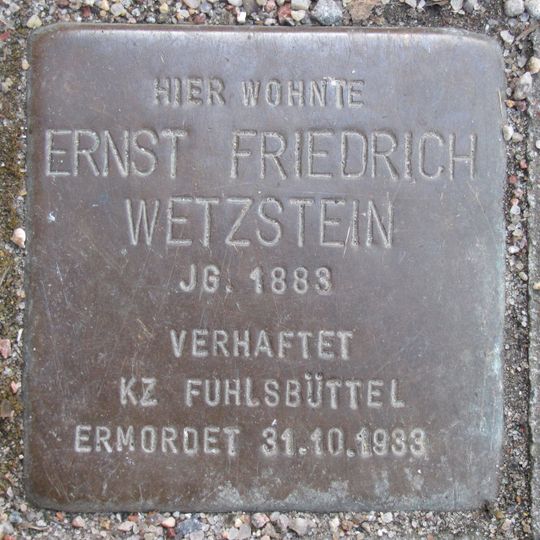 HIER WOHNTE
ERNST FRIEDRICH
WETZSTEIN
JG. 1883
VERHAFTET
KZ FUHLSBÜTTEL
ERMORDET 31.10.1933